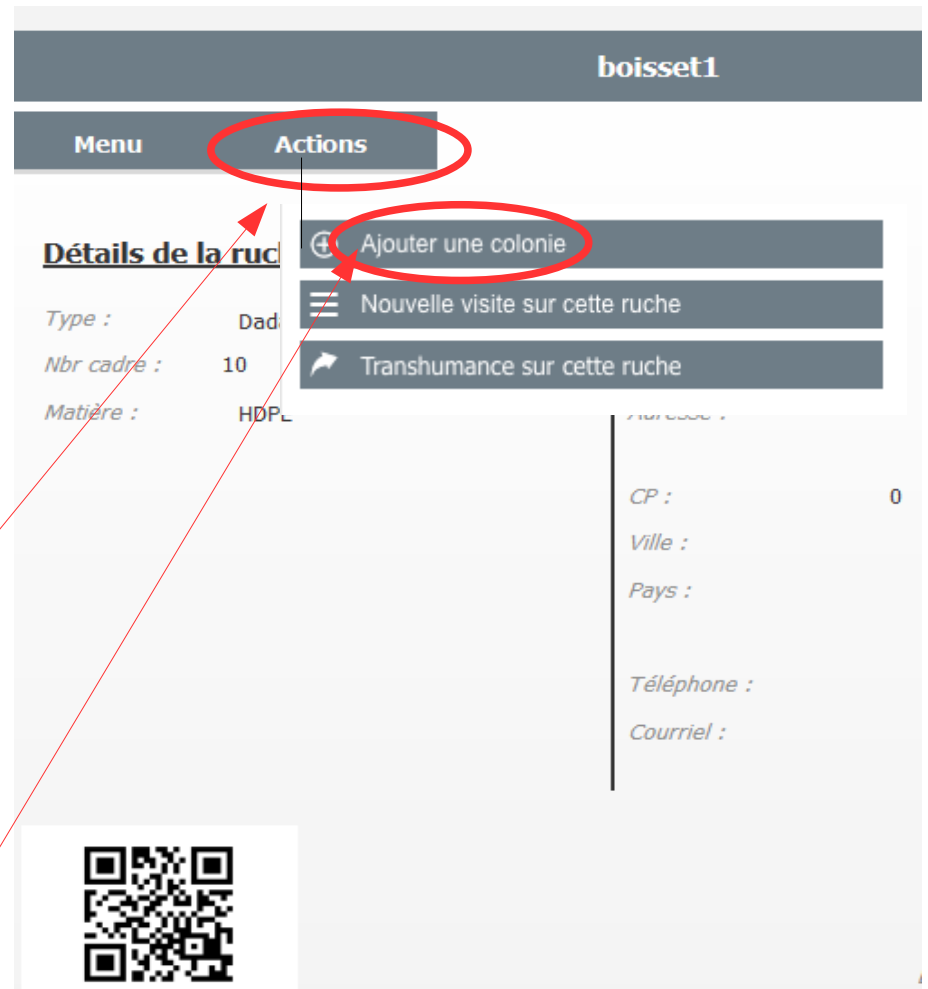 boisset1
Menu Actions
Ajouter une colonie
Détails de la ruc
Nouvelle visite sur cette ruche
Type : Dad
Nbr cadre : 10
Transhumance sur cette ruche
Matière : HDPE
Adresse :
CP : 0
Ville :
Pays :
Téléphone :
Courriel :